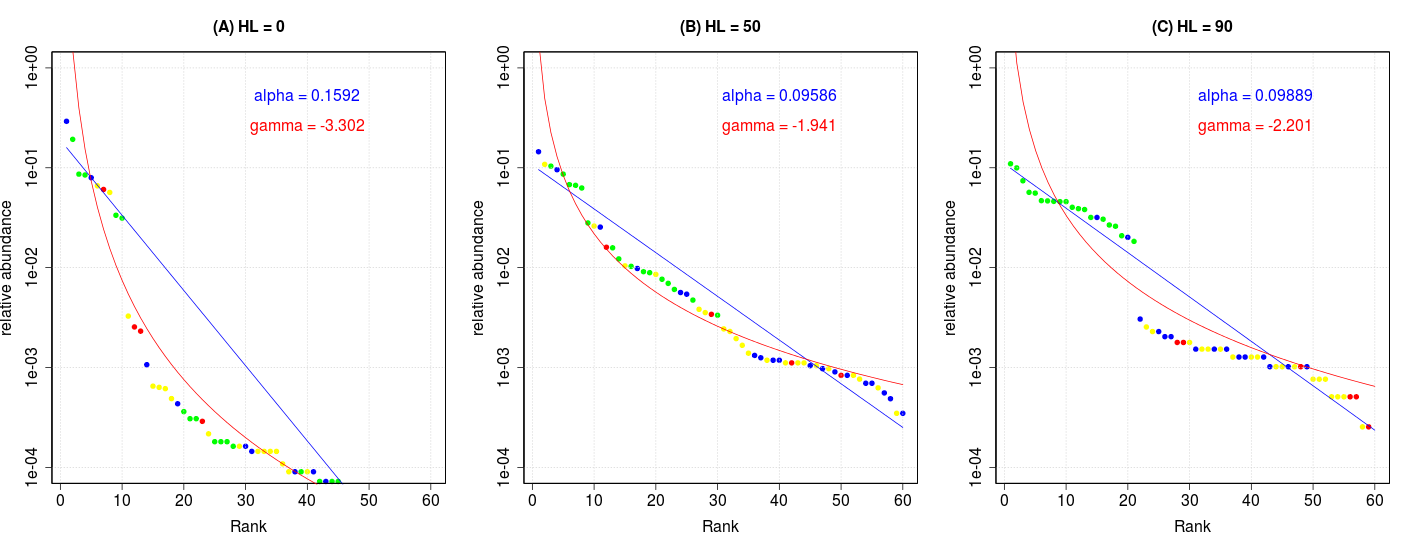 (A) HL = 0
relative abundance
1e+00
1e-01
1e-02
1e-03
1e-04
alpha = 0.1592
gamma = -3.302
0 10 20 30 40 50 60
Rank
(B) HL = 50
relative abundance
1e+00
1e-01
1e-02
1e-03
1e-04
alpha = 0.09586
gamma = -1.941
0 10 20 30 40 50 60
Rank
(C) HL = 90
relative abundance
1e+00
1e-01
1e-02
1e-03
1e-04
alpha = 0.09889
gamma = -2.201
0 10 20 30 40 50 60
Rank